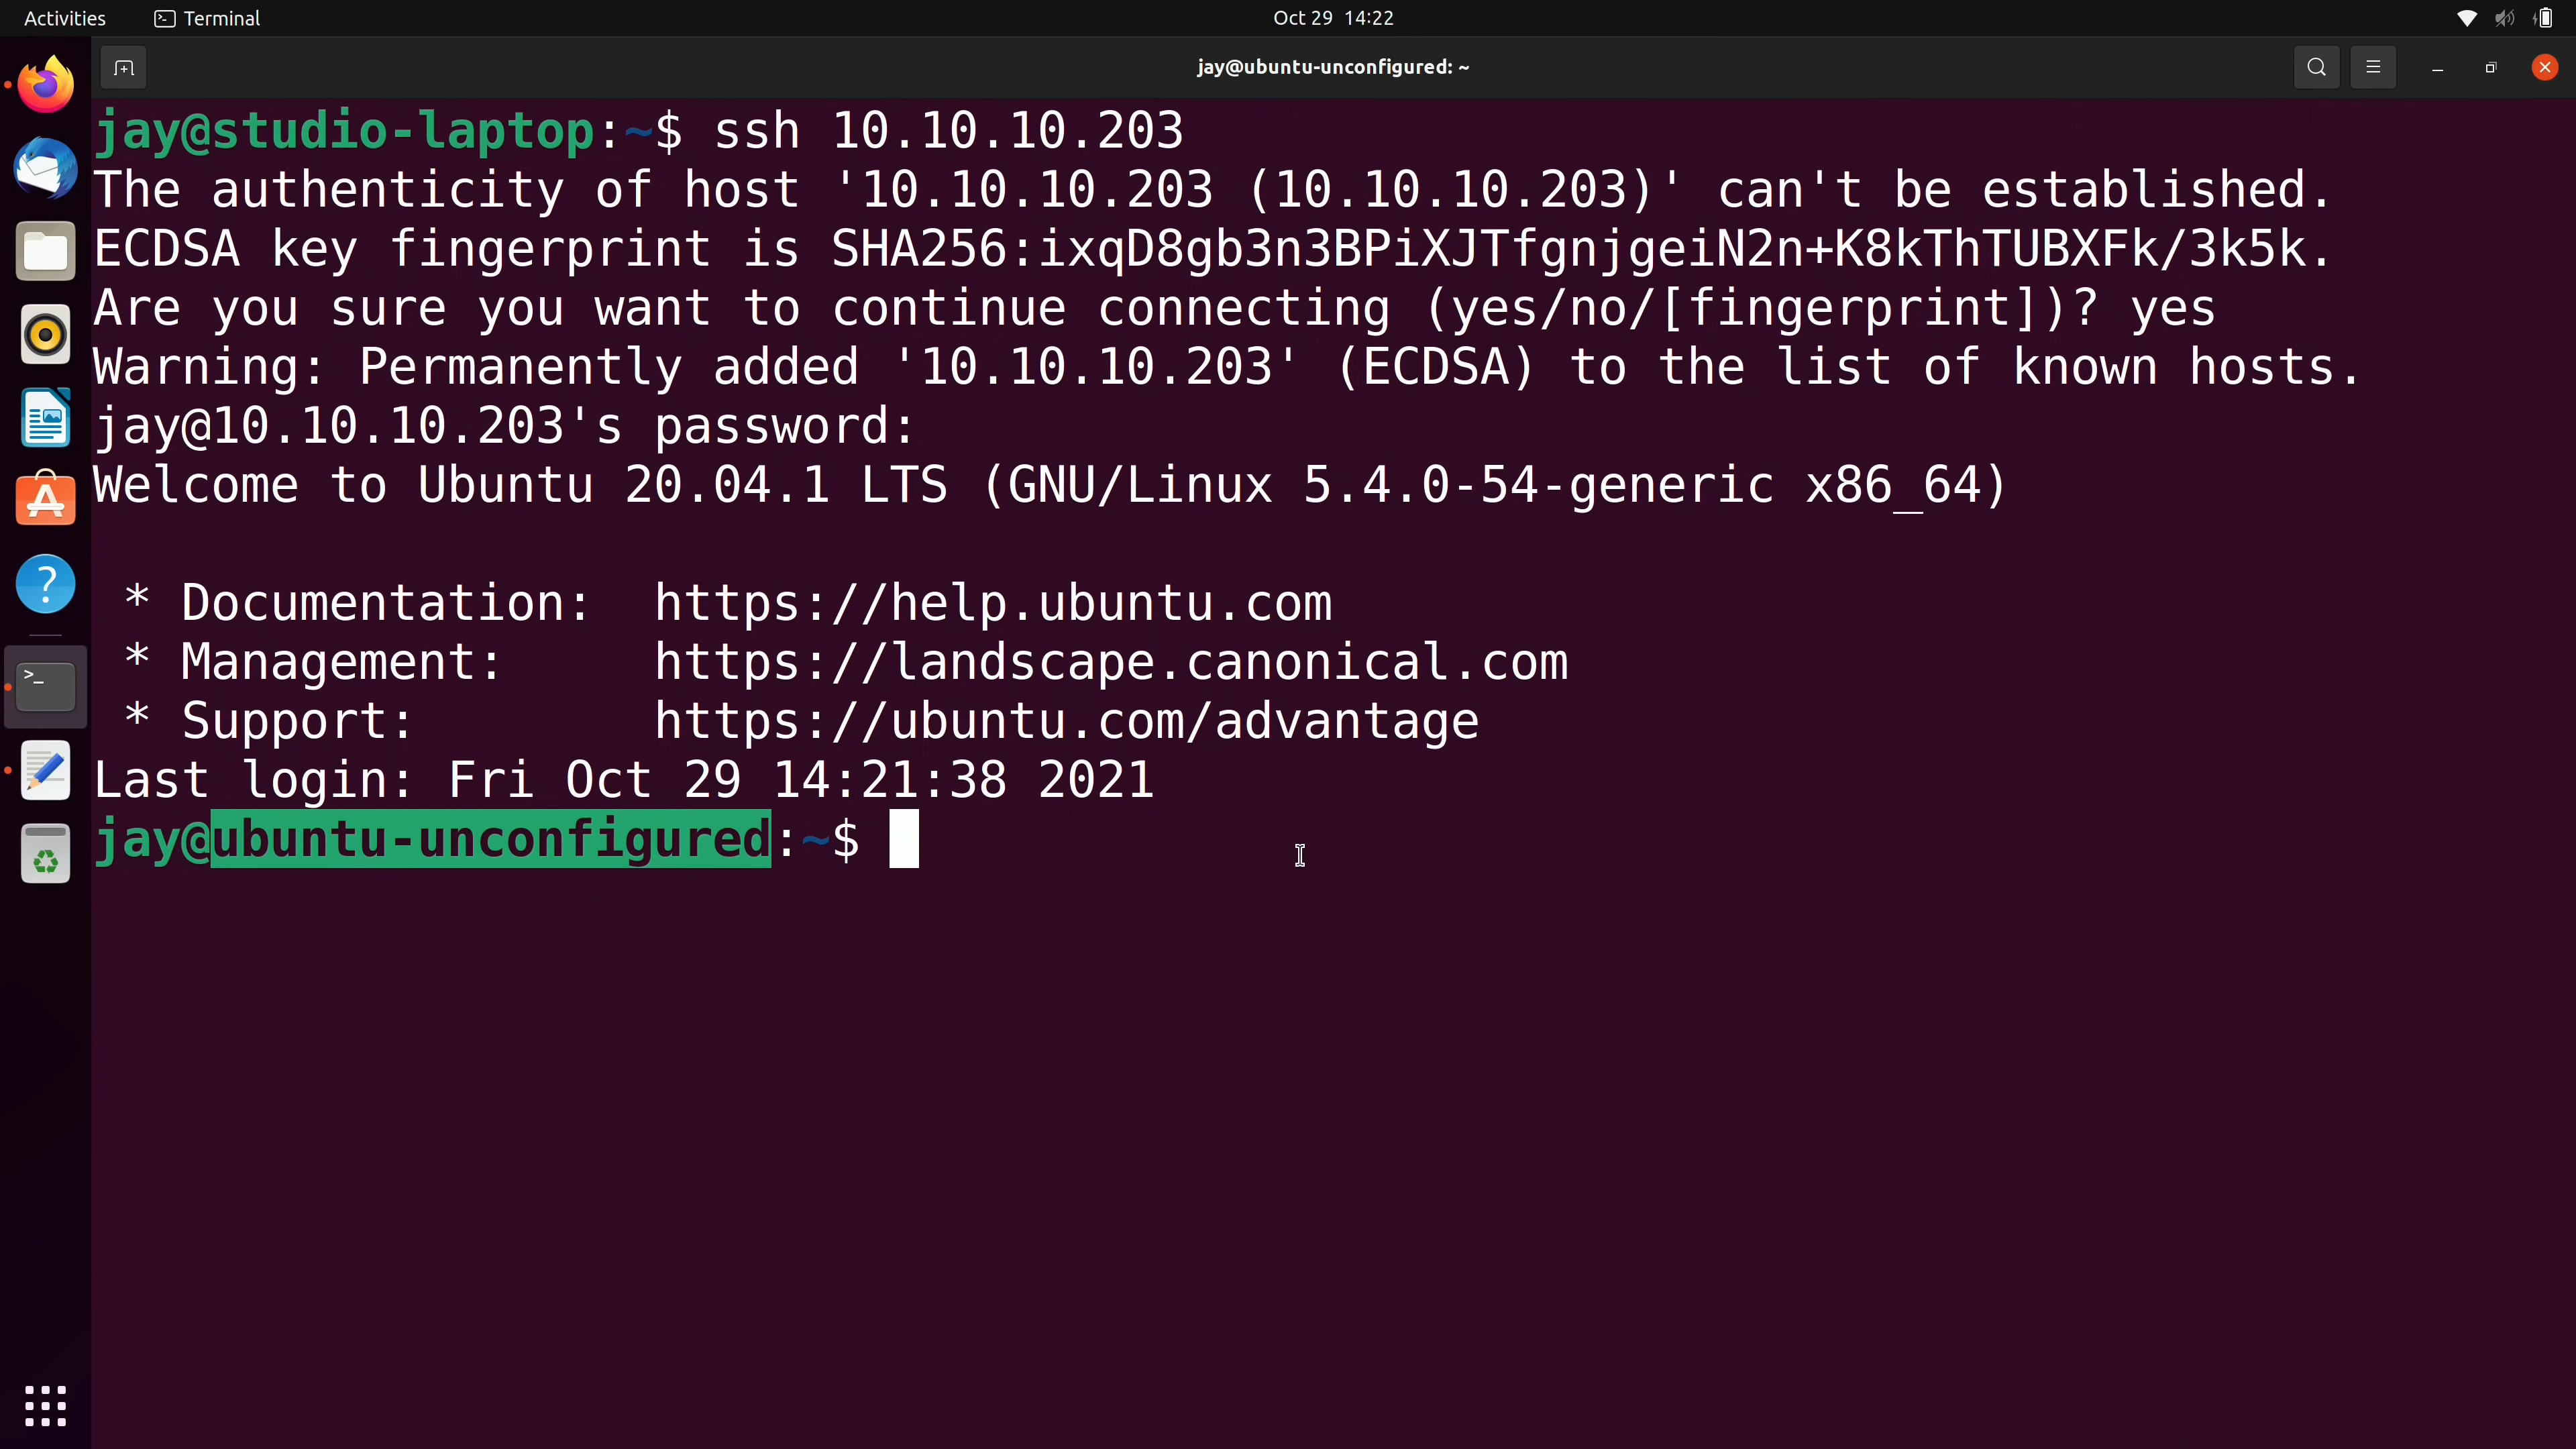 Activities Terminal Oct 29 14:22
jay@ubuntu-unconfigured: ~
jay@studio-laptop:~$ ssh 10.10.10.203
The authenticity of host '10.10.10.203 (10.10.10.203)' can't be established.
ECDSA key fingerprint is SHA256:ixqD8gb3n3BPiXJTfgnjgeiN2n+K8kThTUBXFk/3k5k.
Are you sure you want to continue connecting (yes/no/[fingerprint])? yes
Warning: Permanently added '10.10.10.203' (ECDSA) to the list of known hosts.
jay@10.10.10.203's password:
Welcome to Ubuntu 20.04.1 LTS (GNU/Linux 5.4.0-54-generic x86_64)
* Documentation: https://help.ubuntu.com
* Management: https://landscape.canonical.com
* Support: https://ubuntu.com/advantage
Last login: Fri Oct 29 14:21:38 2021
jay@ubuntu-unconfigured:~$